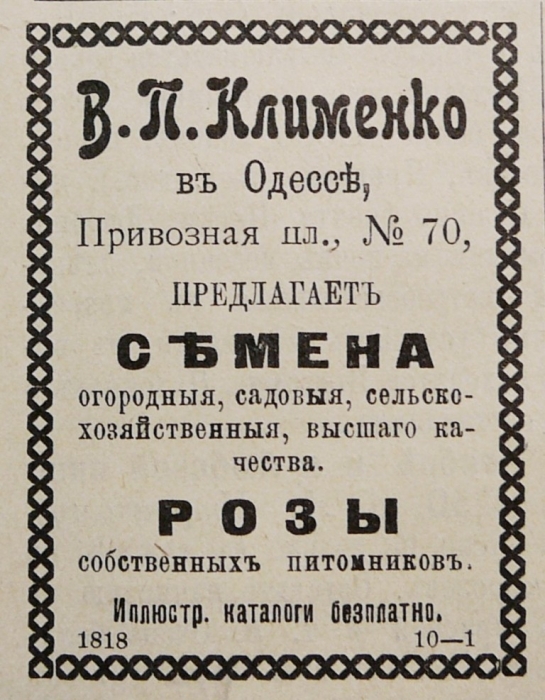 В. П. Клименко
въ Одессѣ,
Привозная пл., № 70,
ПРЕДЛАГАЕТЪ
СѢМЕНА
огородныя, садовыя, сельско-
хозяйственныя, высшаго ка-
чества.
РОЗЫ
собственныхъ питомниковъ.
Иллюстр. каталоги безплатно.
1818 10—1